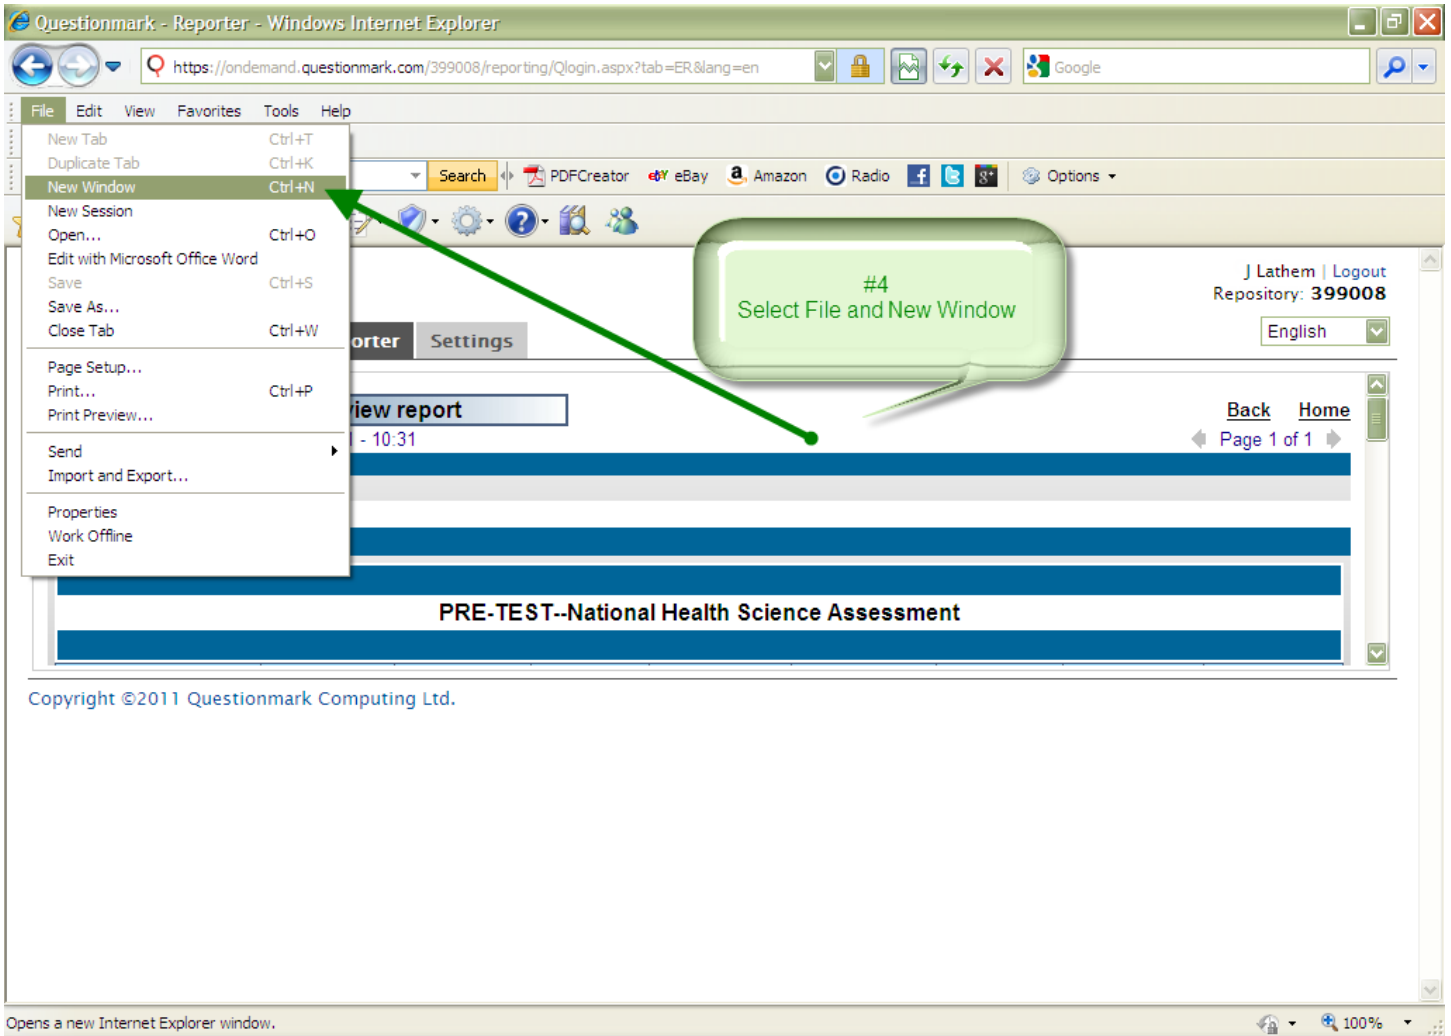 Questionmark - Reporter - Windows Internet Explorer
https://ondemand.questionmark.com/399008/reporting/Qlogin.aspx?tab=ER&lang=en
Google
File Edit View Favorites Tools Help
New Tab Ctrl+T
Duplicate Tab Ctrl+K
New Window Ctrl+N
New Session
Open... Ctrl+O
Edit with Microsoft Office Word
Save Ctrl+S
Save As...
Close Tab Ctrl+W
Page Setup...
Print... Ctrl+P
Print Preview...
Send
Import and Export...
Properties
Work Offline
Exit
Search PDFCreator eBay Amazon Radio Options
#4
Select File and New Window
J Lathem | Logout
Repository: 399008
English
orter Settings
view report
Back Home
- 10:31
Page 1 of 1
PRE-TEST--National Health Science Assessment
Copyright ©2011 Questionmark Computing Ltd.
Opens a new Internet Explorer window.
100%